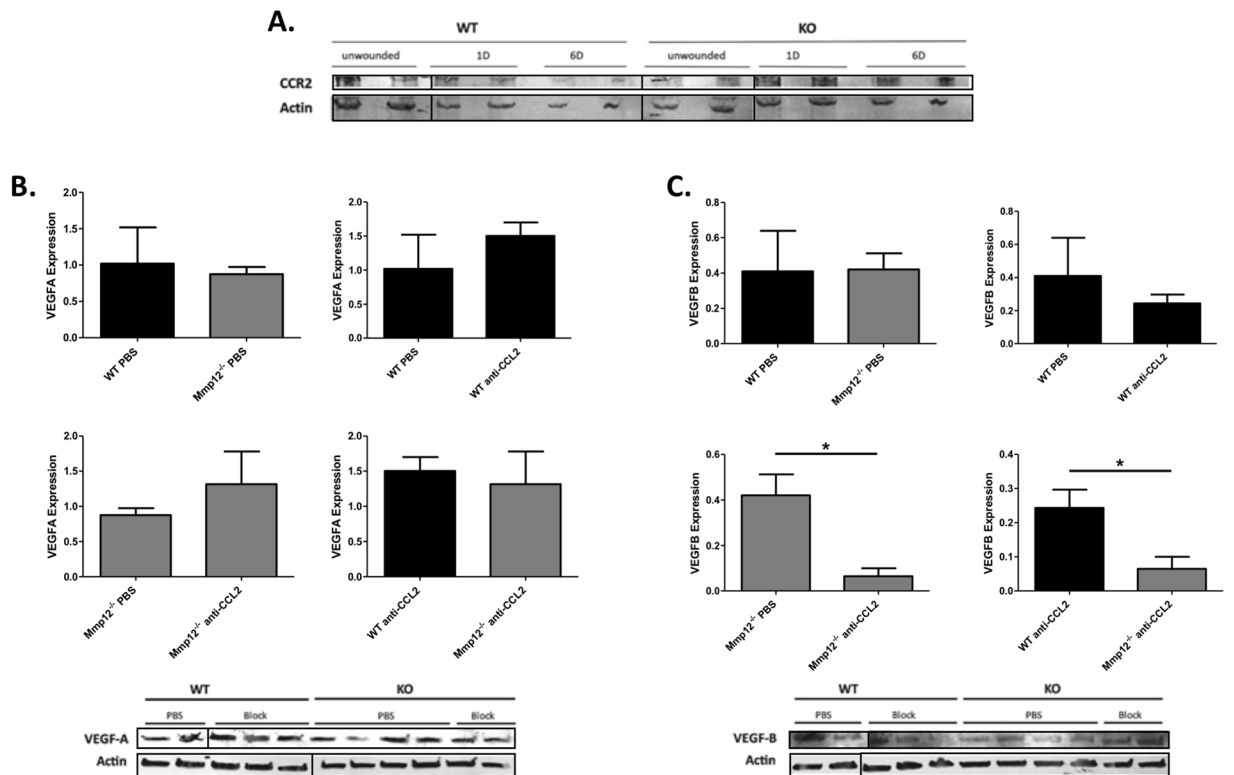 A.
WT KO
unwounded 1D 6D unwounded 1D 6D
CCR2
Actin
B.
2.0
1.5
1.0
0.5
0.0
VEGFA Expression
WT PBS
Mmp12-/- PBS
2.0
1.5
1.0
0.5
0.0
VEGFA Expression
WT PBS
WT anti-CCL2
2.0
1.5
1.0
0.5
0.0
VEGFA Expression
Mmp12-/- PBS
Mmp12-/- anti-CCL2
2.0
1.5
1.0
0.5
0.0
VEGFA Expression
WT anti-CCL2
Mmp12-/- anti-CCL2
WT KO
PBS Block PBS Block
VEGF-A
Actin
C.
0.8
0.6
0.4
0.2
0.0
VEGFB Expression
WT PBS
Mmp12-/- PBS
0.8
0.6
0.4
0.2
0.0
VEGFB Expression
WT PBS
WT anti-CCL2
0.6
0.4
0.2
0.0
VEGFB Expression
*
Mmp12-/- PBS
Mmp12-/- anti-CCL2
0.4
0.3
0.2
0.1
0.0
VEGFB Expression
*
WT anti-CCL2
Mmp12-/- anti-CCL2
WT KO
PBS Block PBS Block
VEGF-B
Actin